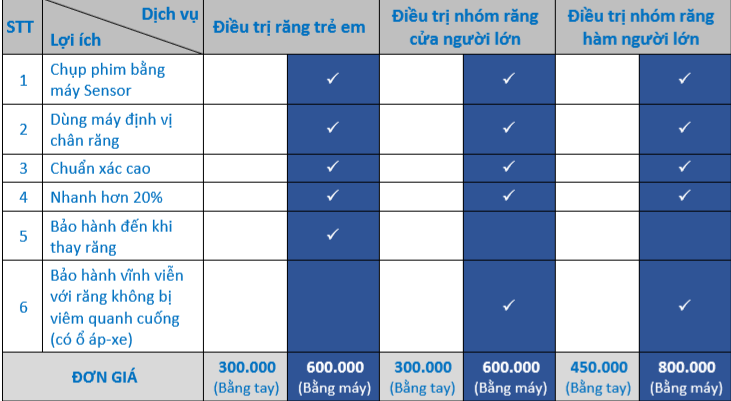 STT
Dịch vụ
Lợi ích
Điều trị răng trẻ em
Điều trị nhóm răng
cửa người lớn
Điều trị nhóm răng
hàm người lớn
1
Chụp phim bằng
máy Sensor
✓ ✓ ✓
2
Dùng máy định vị
chân răng
✓ ✓ ✓
3
Chuẩn xác cao
✓ ✓ ✓
4
Nhanh hơn 20%
✓ ✓ ✓
5
Bảo hành đến khi
thay răng
✓
6
Bảo hành vĩnh viễn
với răng không bị
viêm quanh cuống
(có ổ áp-xe)
✓ ✓
ĐƠN GIÁ
300.000
(Bằng tay)
600.000
(Bằng máy)
300.000
(Bằng tay)
600.000
(Bằng máy)
450.000
(Bằng tay)
800.000
(Bằng máy)